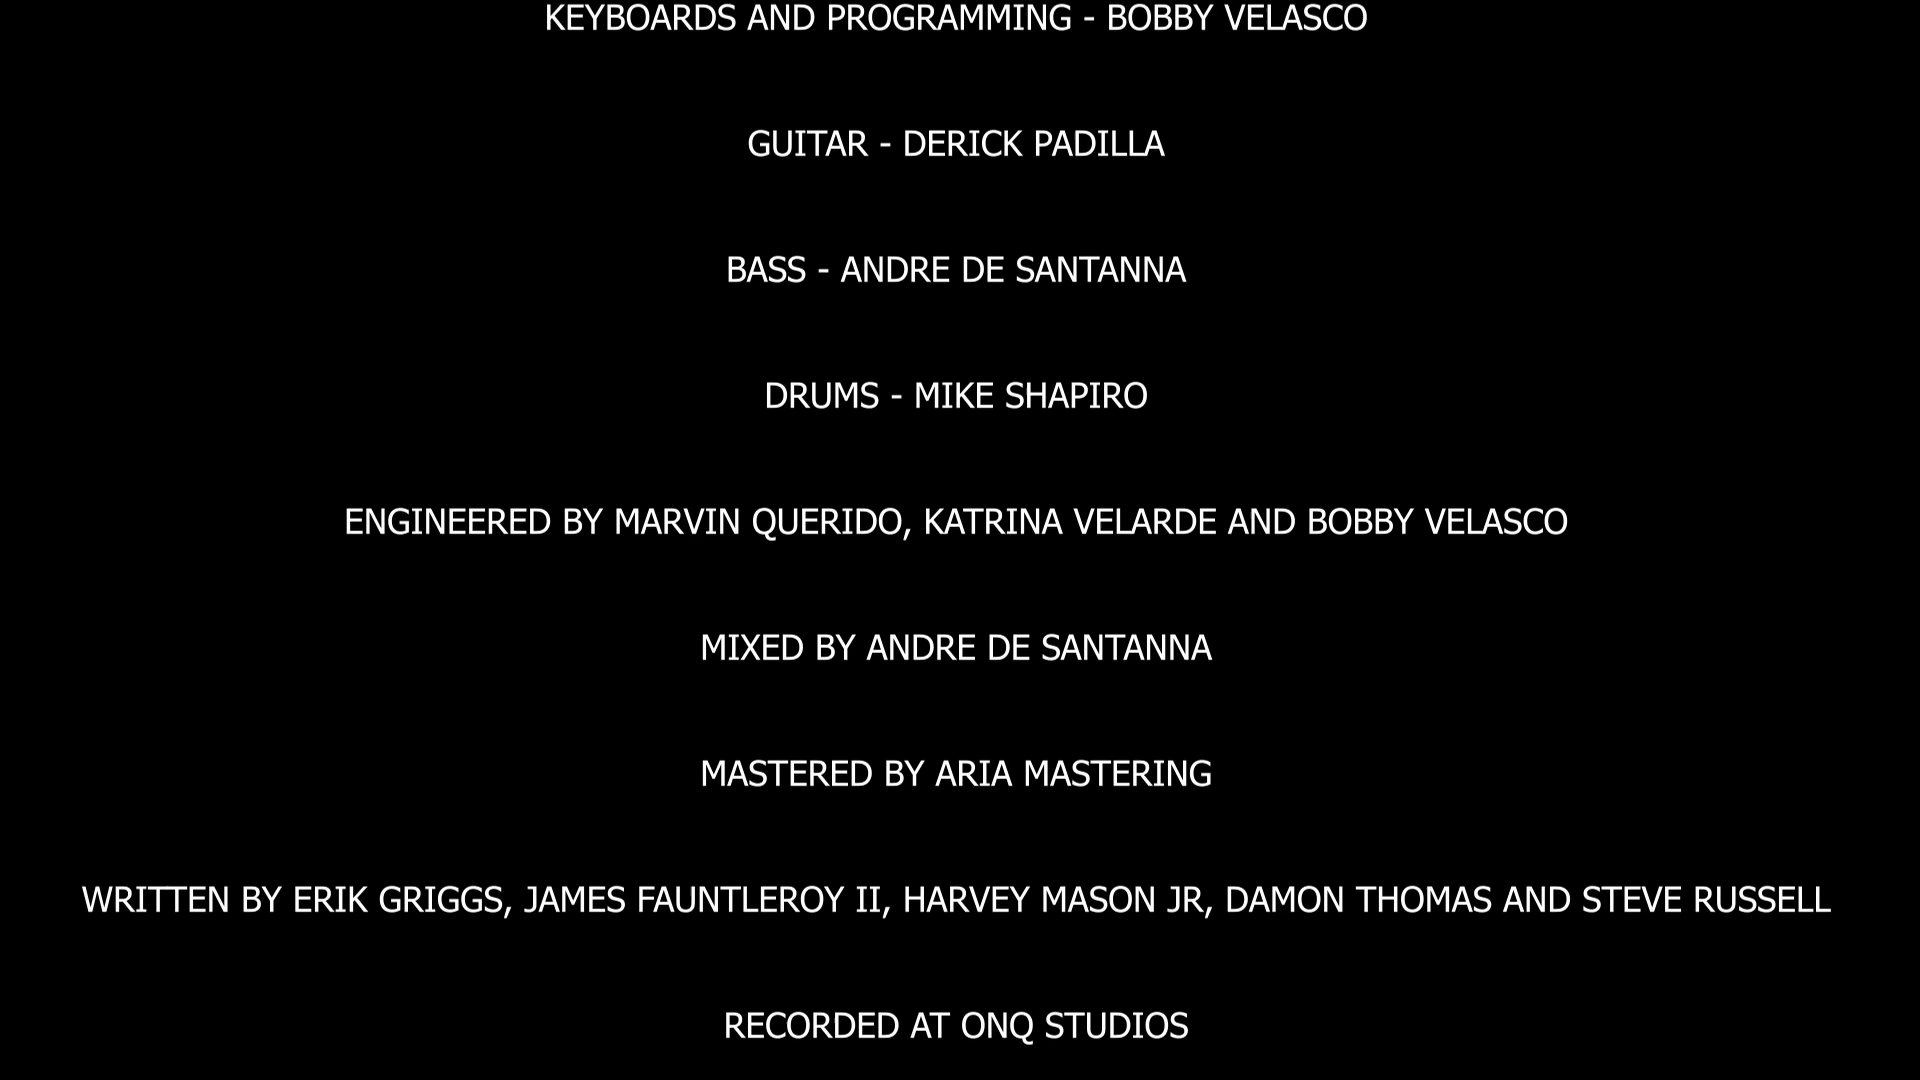 KEYBOARDS AND PROGRAMMING - BOBBY VELASCO
GUITAR - DERICK PADILLA
BASS - ANDRE DE SANTANNA
DRUMS - MIKE SHAPIRO
ENGINEERED BY MARVIN QUERIDO, KATRINA VELARDE AND BOBBY VELASCO
MIXED BY ANDRE DE SANTANNA
MASTERED BY ARIA MASTERING
WRITTEN BY ERIK GRIGGS, JAMES FAUNTLEROY II, HARVEY MASON JR, DAMON THOMAS AND STEVE RUSSELL
RECORDED AT ONQ STUDIOS